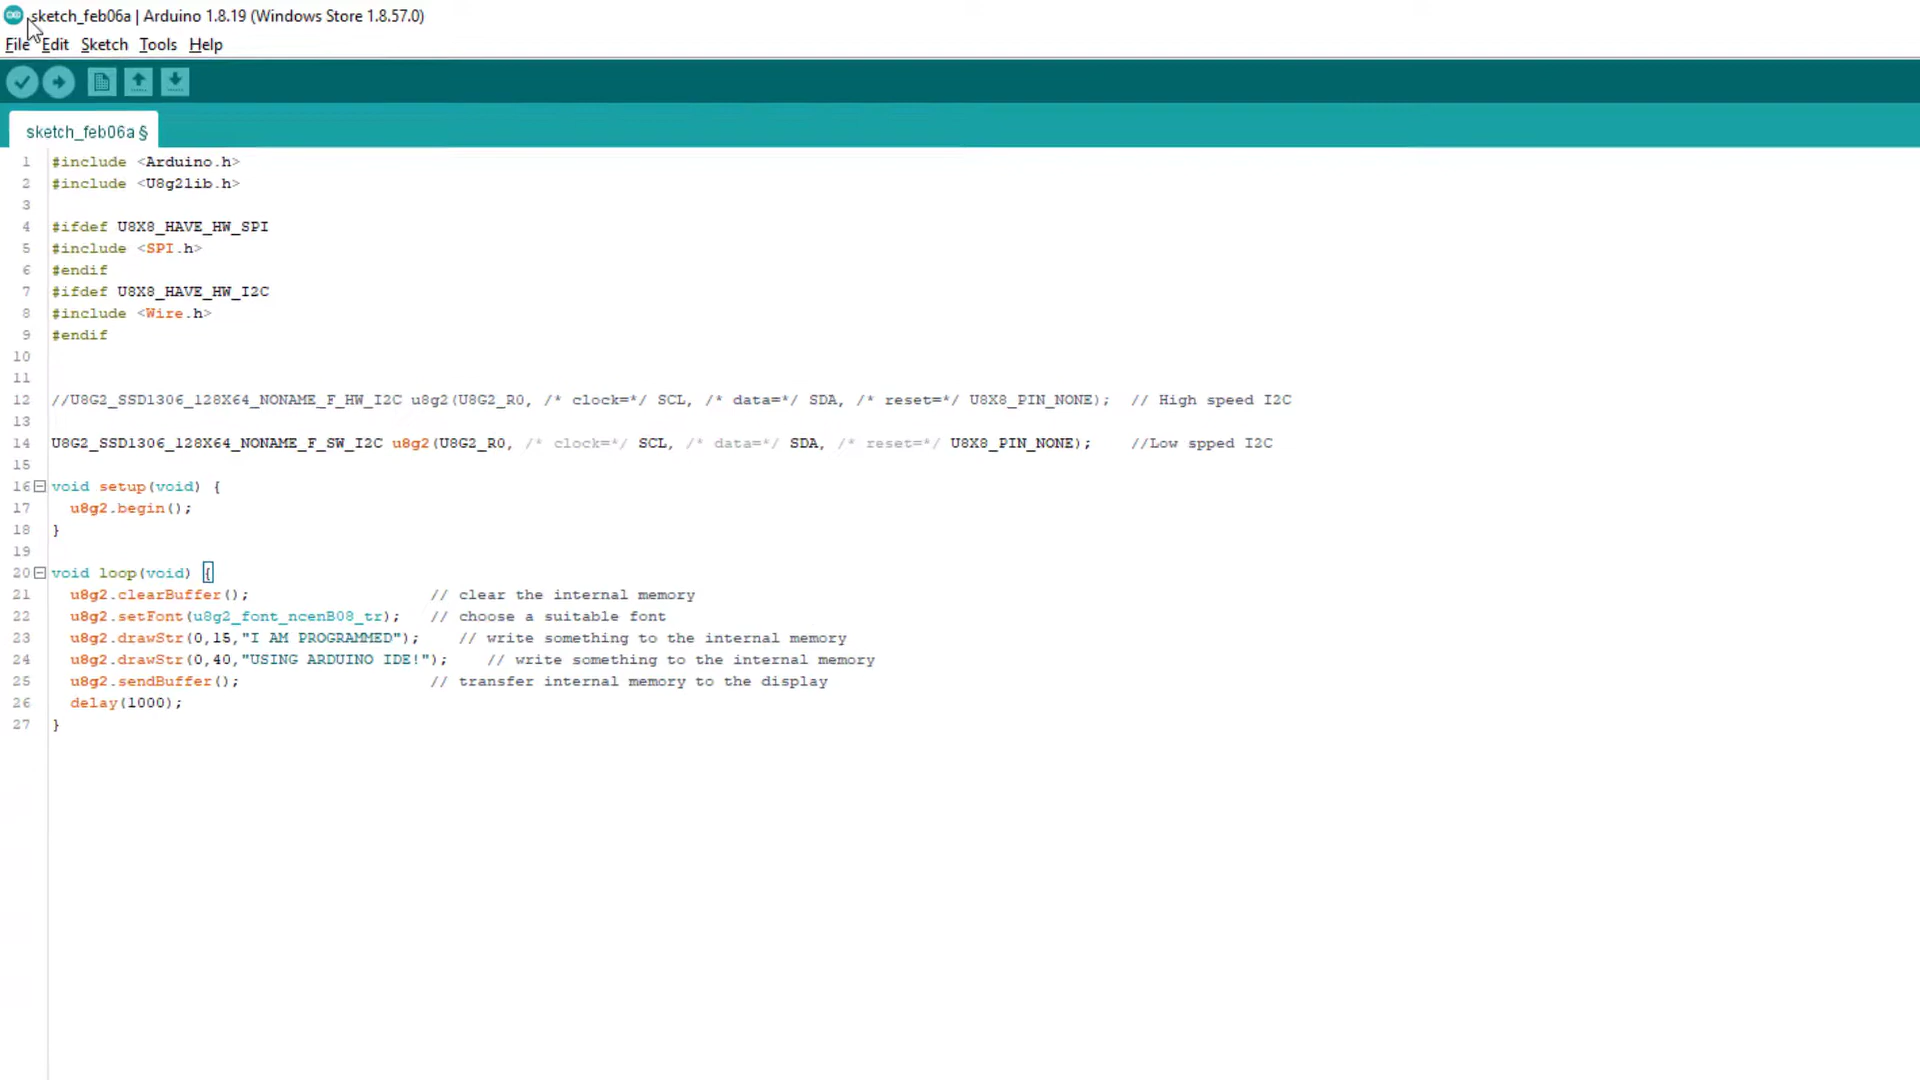 sketch_feb06a | Arduino 1.8.19 (Windows Store 1.8.57.0)
File Edit Sketch Tools Help
sketch_feb06a §
1 #include <Arduino.h>
2 #include <U8g2lib.h>
3
4 #ifdef U8X8_HAVE_HW_SPI
5 #include <SPI.h>
6 #endif
7 #ifdef U8X8_HAVE_HW_I2C
8 #include <Wire.h>
9 #endif
10
11
12 //U8G2_SSD1306_128X64_NONAME_F_HW_I2C u8g2(U8G2_R0, /* clock=*/ SCL, /* data=*/ SDA, /* reset=*/ U8X8_PIN_NONE); // High speed I2C
13
14 U8G2_SSD1306_128X64_NONAME_F_SW_I2C u8g2(U8G2_R0, /* clock=*/ SCL, /* data=*/ SDA, /* reset=*/ U8X8_PIN_NONE); //Low spped I2C
15
16 void setup(void) {
17 u8g2.begin();
18 }
19
20 void loop(void) {
21 u8g2.clearBuffer(); // clear the internal memory
22 u8g2.setFont(u8g2_font_ncenB08_tr); // choose a suitable font
23 u8g2.drawStr(0,15,"I AM PROGRAMMED"); // write something to the internal memory
24 u8g2.drawStr(0,40,"USING ARDUINO IDE!"); // write something to the internal memory
25 u8g2.sendBuffer(); // transfer internal memory to the display
26 delay(1000);
27 }